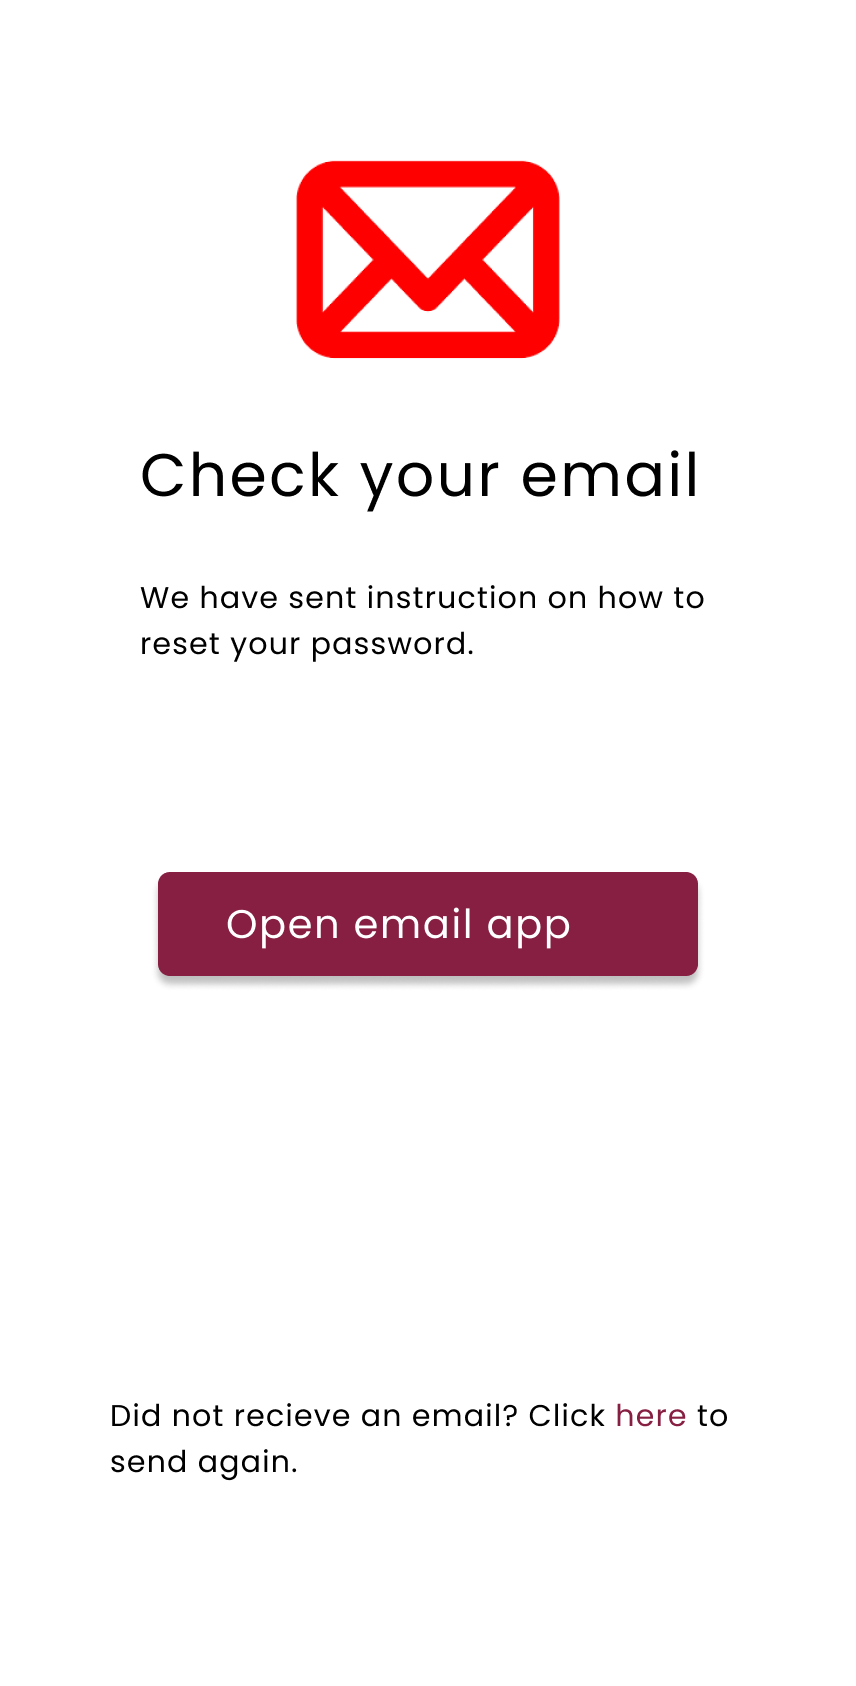 Check your email
We have sent instruction on how to
reset your password.
Open email app
Did not recieve an email? Click here to
send again.